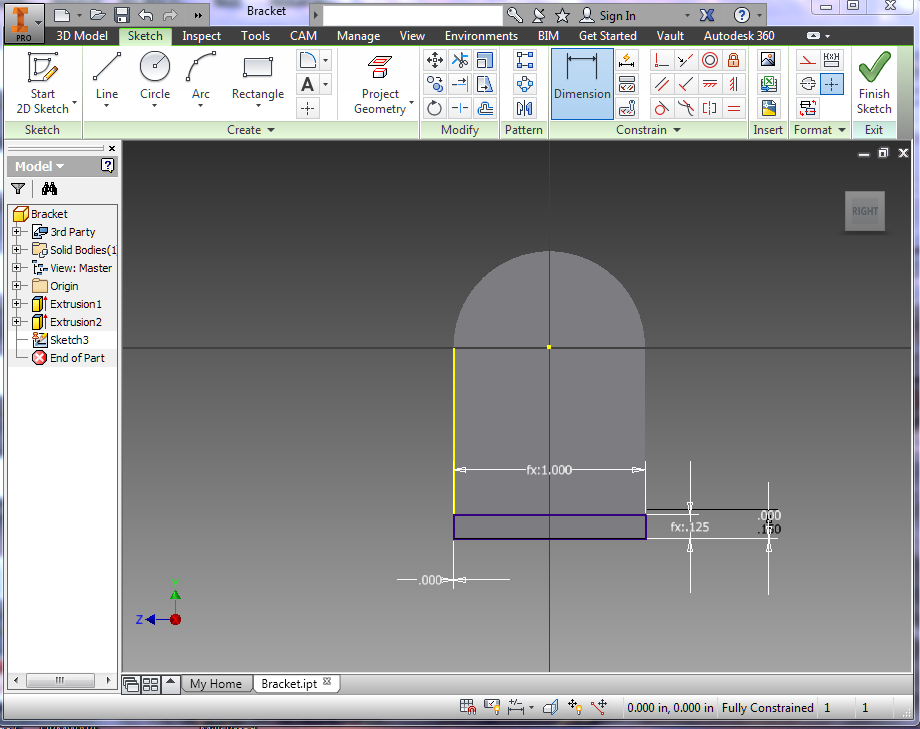 Bracket
Sign In
PRO
3D Model Sketch Inspect Tools CAM Manage View Environments BIM Get Started Vault Autodesk 360
Start
2D Sketch
Line Circle Arc Rectangle
A
Project
Geometry
Dimension
Finish
Sketch
Sketch Create Modify Pattern Constrain Insert Format Exit
Model
Bracket
3rd Party
Solid Bodies(1
View: Master
Origin
Extrusion1
Extrusion2
Sketch3
End of Part
RIGHT
fx:1.000
.000
fx:.125
.000
Z
My Home Bracket.ipt
0.000 in, 0.000 in Fully Constrained 1 1